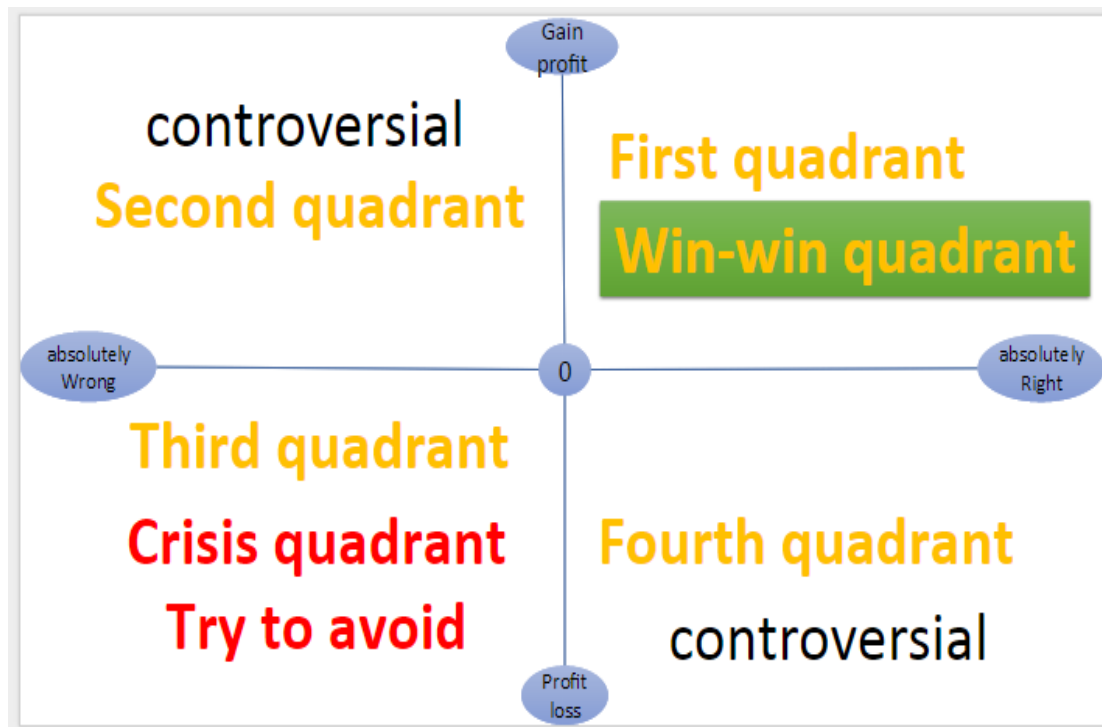 Gain
profit
controversial
Second quadrant
First quadrant
Win-win quadrant
absolutely
Wrong
0
absolutely
Right
Third quadrant
Crisis quadrant
Try to avoid
Fourth quadrant
controversial
Profit
loss